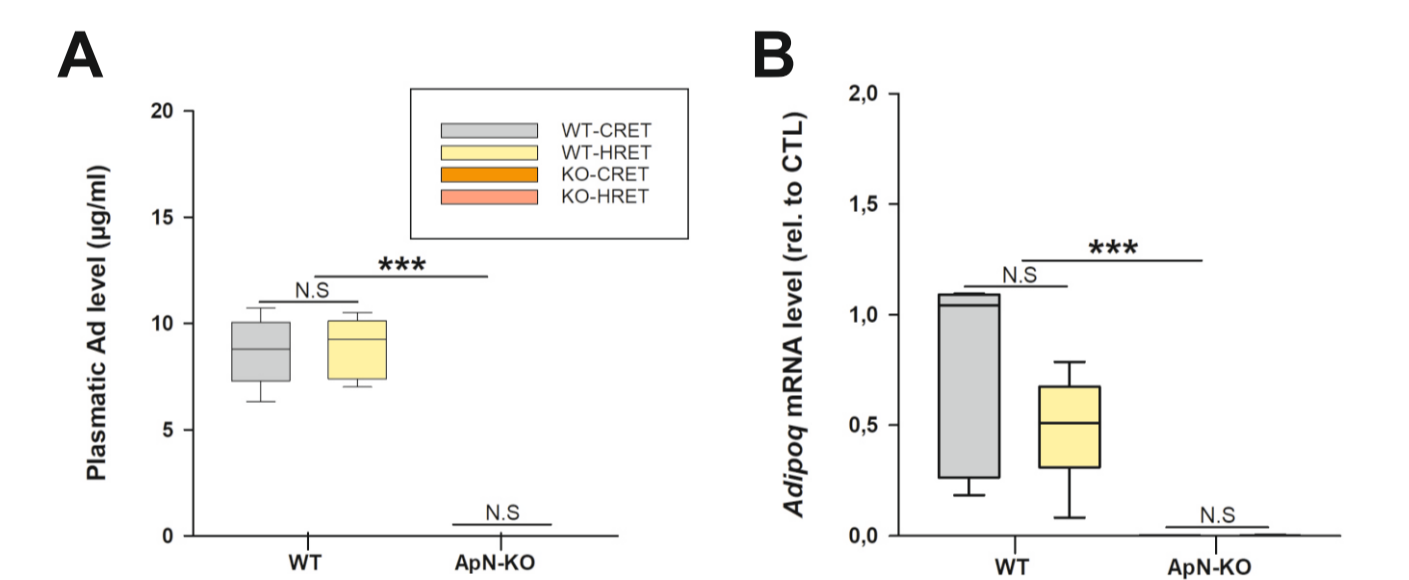 A
Plasmatic Ad level (µg/ml)
20
15
10
5
0
WT-CRET
WT-HRET
KO-CRET
KO-HRET
***
N.S
N.S
WT
ApN-KO
B
Adipoq mRNA level (rel. to CTL)
2,0
1,5
1,0
0,5
0,0
***
N.S
N.S
WT
ApN-KO